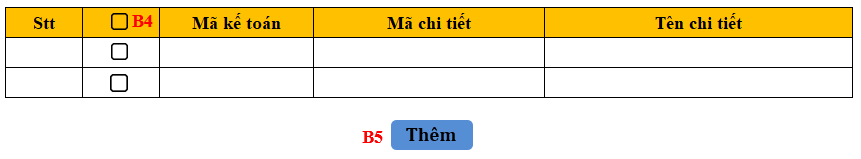 Stt B4 Mã kế toán Mã chi tiết Tên chi tiết
B5 Thêm